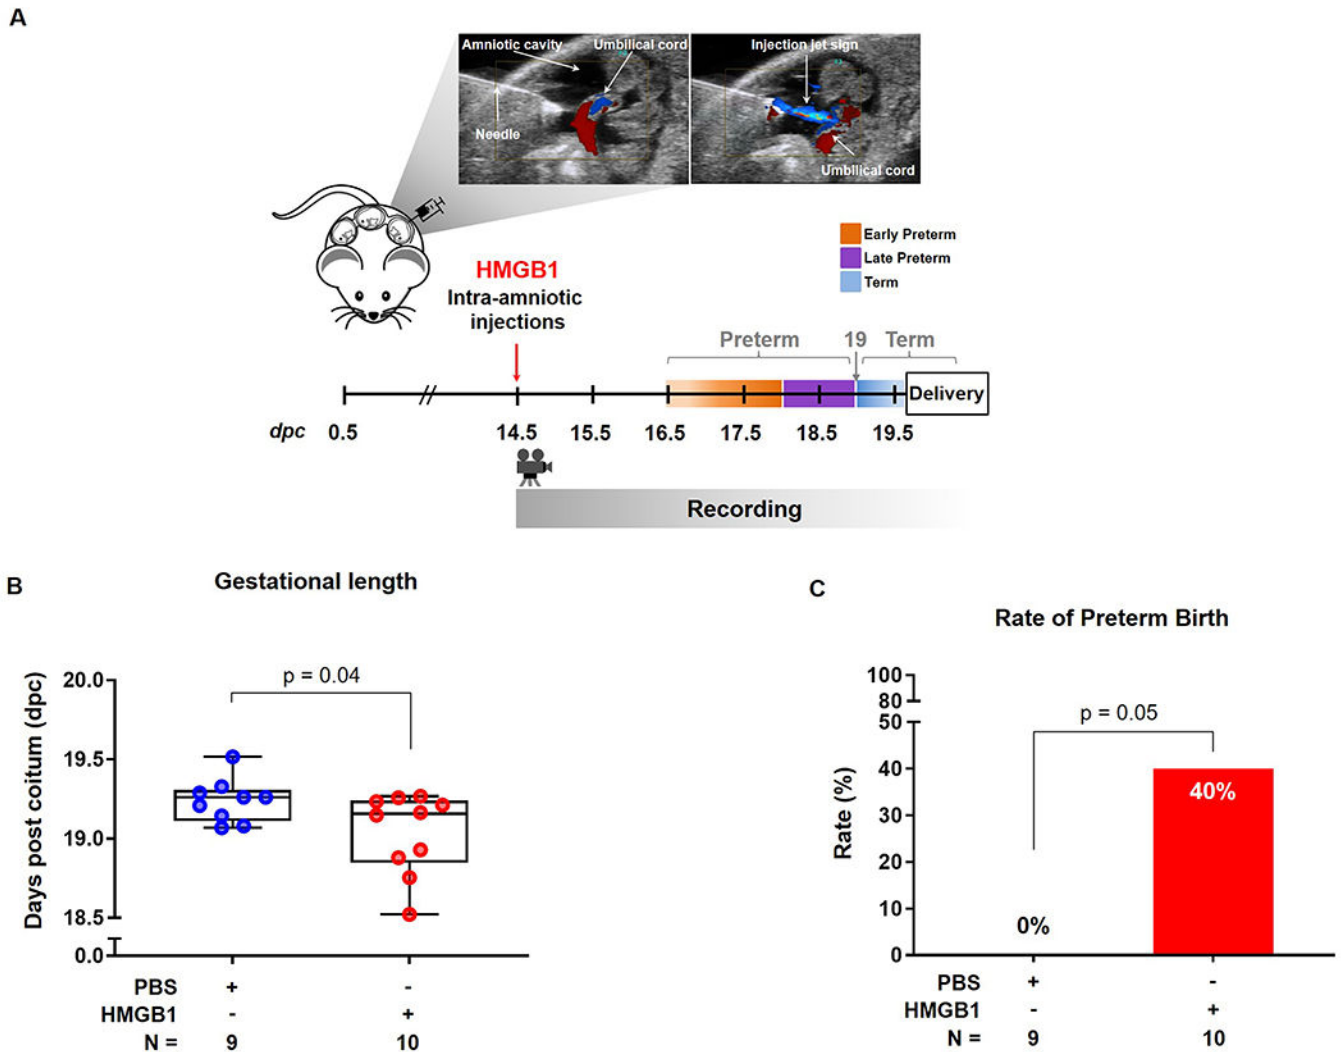 A
Amniotic cavity
Umbilical cord
Needle
Injection jet sign
Umbilical cord
Early Preterm
Late Preterm
Term
HMGB1
Intra-amniotic
injections
Preterm
19
Term
Delivery
dpc
0.5
14.5
15.5
16.5
17.5
18.5
19.5
Recording
B
Gestational length
Days post coitum (dpc)
20.0
19.5
19.0
18.5
0.0
p = 0.04
PBS + -
HMGB1 - +
N = 9 10
C
Rate of Preterm Birth
Rate (%)
100
80
50
40
30
20
10
0
p = 0.05
0%
40%
PBS + -
HMGB1 - +
N = 9 10